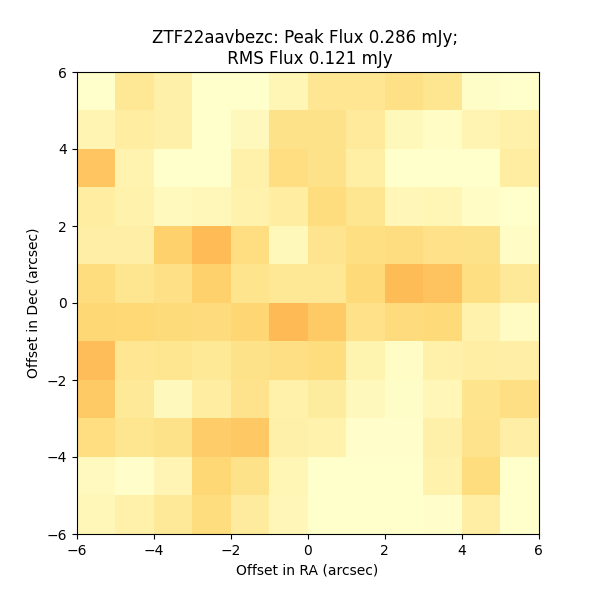 ZTF22aavbezc: Peak Flux 0.286 mJy;
RMS Flux 0.121 mJy
6
4
2
0
−2
−4
−6
Offset in Dec (arcsec)
−6 −4 −2 0 2 4 6
Offset in RA (arcsec)